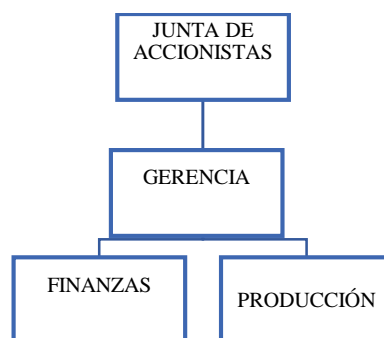 JUNTA DE
ACCIONISTAS
GERENCIA
FINANZAS
PRODUCCIÓN